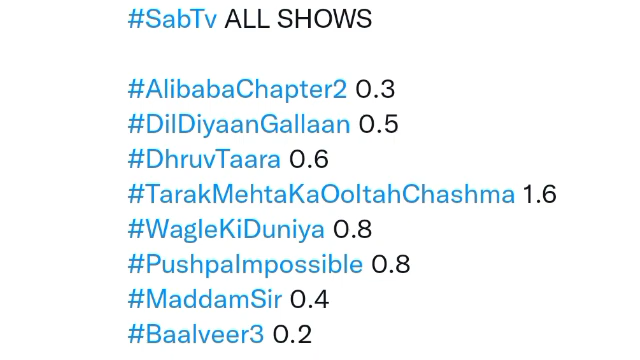 #SabTv ALL SHOWS
#AlibabaChapter2 0.3
#DilDiyaanGallaan 0.5
#DhruvTaara 0.6
#TarakMehtaKaOoltahChashma 1.6
#WagleKiDuniya 0.8
#PushpaImpossible 0.8
#MaddamSir 0.4
#Baalveer3 0.2